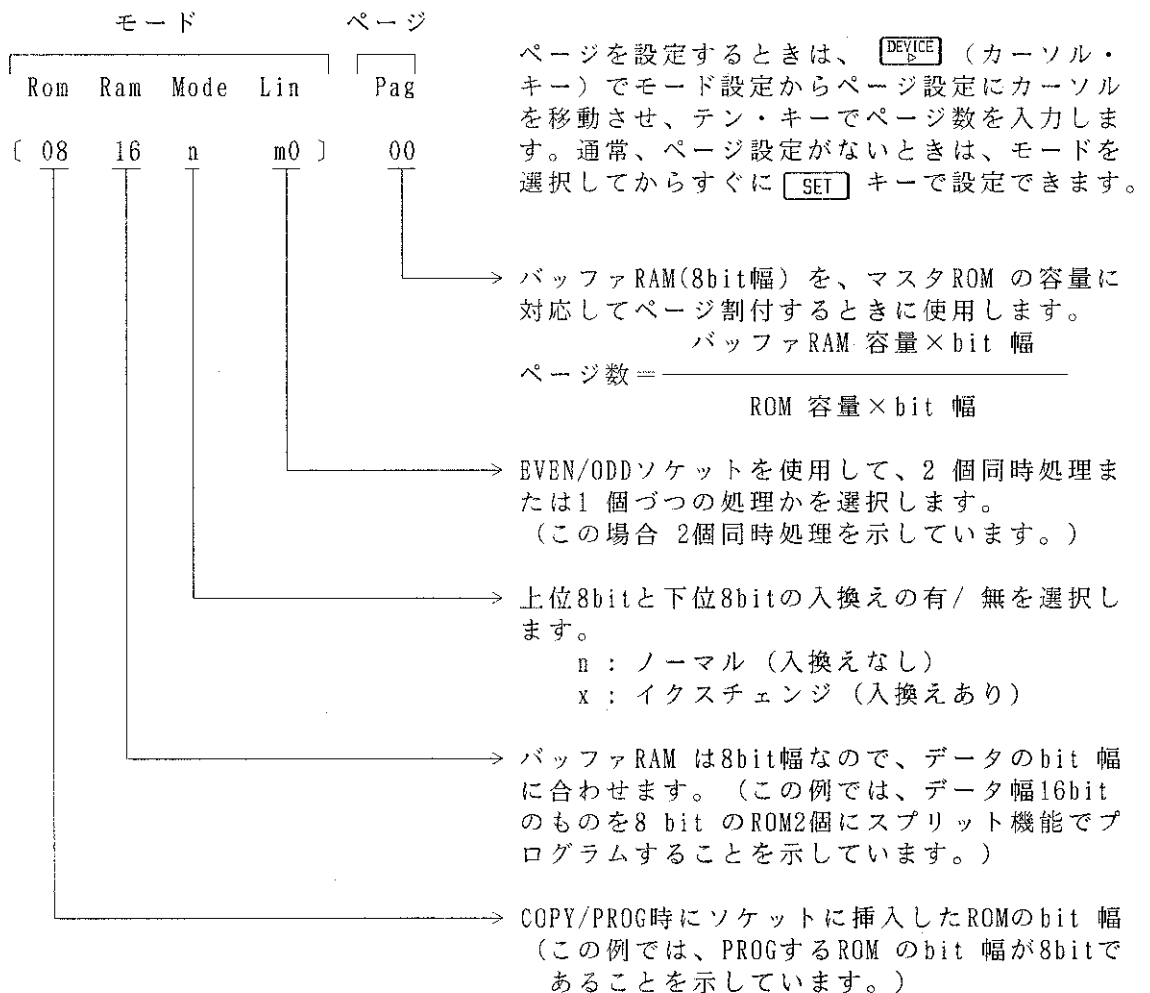 モード ページ
Rom Ram Mode Lin Pag
〔 08 16 n m0 〕 00
ページを設定するときは、 DEVICE ▷ (カーソル・
キー)でモード設定からページ設定にカーソル
を移動させ、テン・キーでページ数を入力しま
す。通常、ページ設定がないときは、モードを
選択してからすぐに SET キーで設定できます。
バッファRAM(8bit幅) を、マスタROM の容量に
対応してページ割付するときに使用します。
バッファRAM 容量×bit 幅
ページ数=
ROM 容量×bit 幅
EVEN/ODDソケットを使用して、2 個同時処理ま
たは1 個づつの処理かを選択します。
(この場合 2個同時処理を示しています。)
上位8bitと下位8bitの入換えの有/ 無を選択し
ます。
n : ノーマル (入換えなし)
x : イクスチェンジ (入換えあり)
バッファRAM は8bit幅なので、データのbit 幅
に合わせます。 (この例では、データ幅16bit
のものを8 bit のROM2個にスプリット機能でプ
ログラムすることを示しています。)
COPY/PROG時にソケットに挿入したROMのbit 幅
(この例では、PROGするROM のbit 幅が8bitで
あることを示しています。)